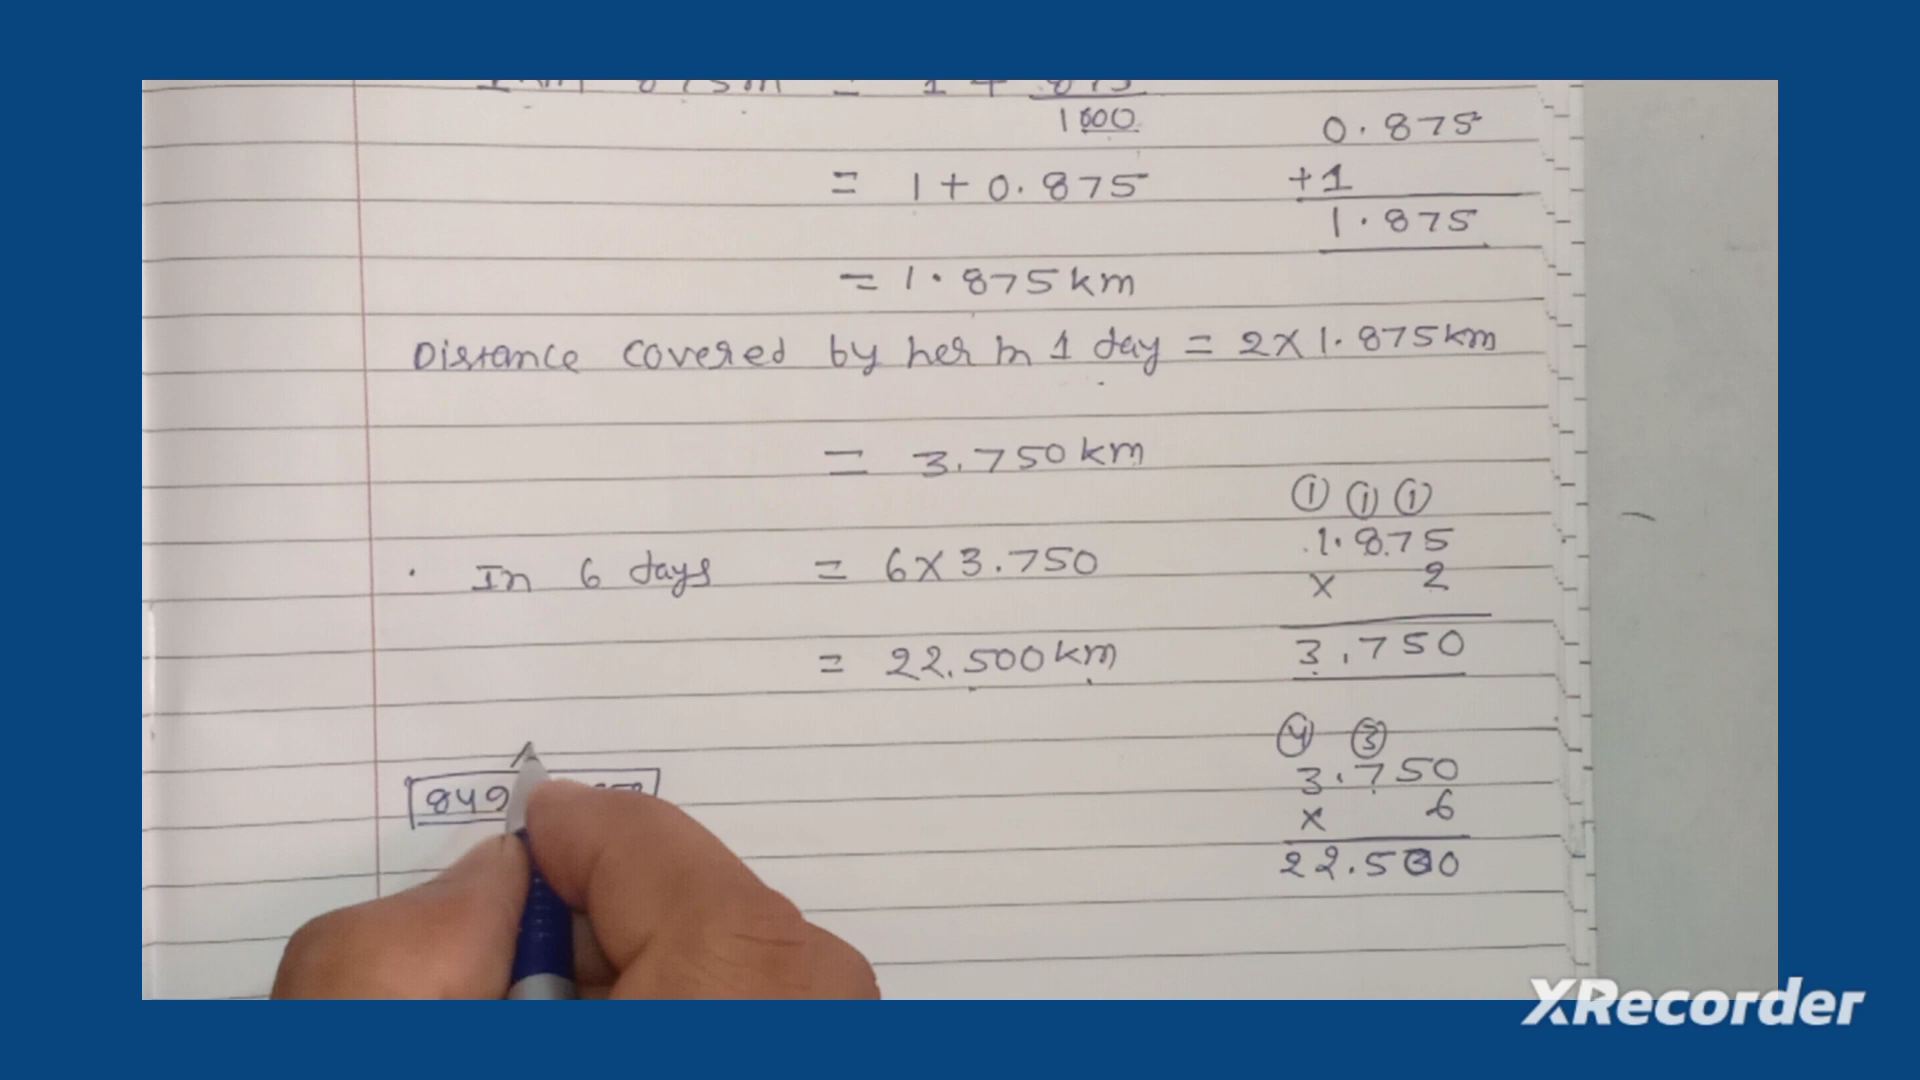 1000
0.875
= 1+0.875
+1
1.875
= 1.875 km
Distance covered by her in 1 day = 2×1.875 km
= 3.750 km
1 1 1
1.875
In 6 days = 6×3.750
× 2
= 22.500 km
3.750
4 3
3.750
849
× 6
22.500
XRecorder